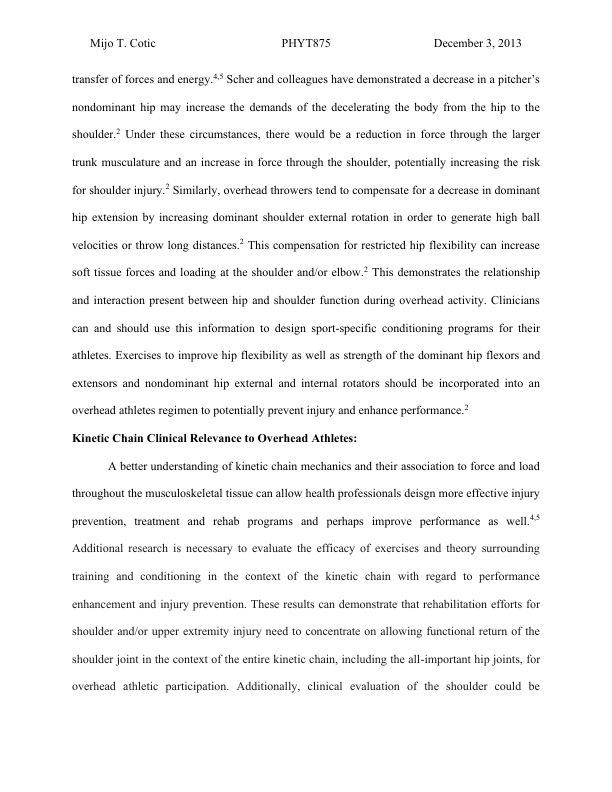 Mijo T. Cotic PHYT875 December 3, 2013
transfer of forces and energy.4,5 Scher and colleagues have demonstrated a decrease in a pitcher’s
nondominant hip may increase the demands of the decelerating the body from the hip to the
shoulder.2 Under these circumstances, there would be a reduction in force through the larger
trunk musculature and an increase in force through the shoulder, potentially increasing the risk
for shoulder injury.2 Similarly, overhead throwers tend to compensate for a decrease in dominant
hip extension by increasing dominant shoulder external rotation in order to generate high ball
velocities or throw long distances.2 This compensation for restricted hip flexibility can increase
soft tissue forces and loading at the shoulder and/or elbow.2 This demonstrates the relationship
and interaction present between hip and shoulder function during overhead activity. Clinicians
can and should use this information to design sport-specific conditioning programs for their
athletes. Exercises to improve hip flexibility as well as strength of the dominant hip flexors and
extensors and nondominant hip external and internal rotators should be incorporated into an
overhead athletes regimen to potentially prevent injury and enhance performance.2
Kinetic Chain Clinical Relevance to Overhead Athletes:
A better understanding of kinetic chain mechanics and their association to force and load
throughout the musculoskeletal tissue can allow health professionals deisgn more effective injury
prevention, treatment and rehab programs and perhaps improve performance as well.4,5
Additional research is necessary to evaluate the efficacy of exercises and theory surrounding
training and conditioning in the context of the kinetic chain with regard to performance
enhancement and injury prevention. These results can demonstrate that rehabilitation efforts for
shoulder and/or upper extremity injury need to concentrate on allowing functional return of the
shoulder joint in the context of the entire kinetic chain, including the all-important hip joints, for
overhead athletic participation. Additionally, clinical evaluation of the shoulder could be